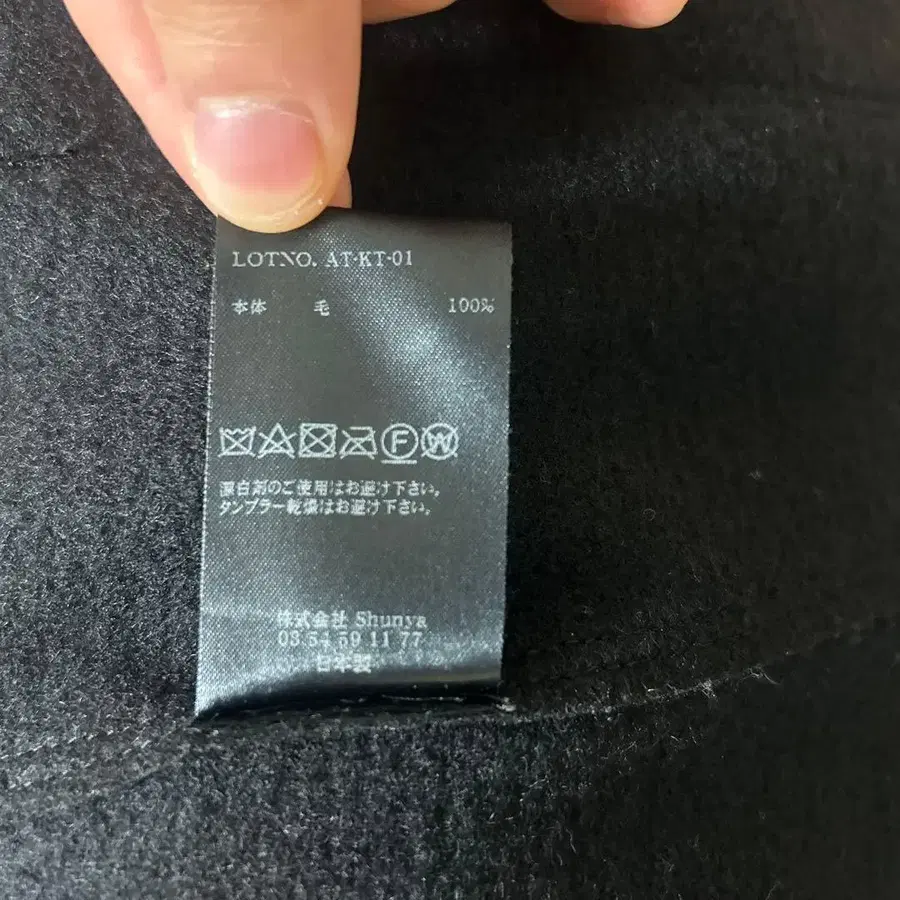 LOTNO. AT-KT-01
本体 毛 100%
F W
漂白剤のご使用はお避け下さい。
タンブラー乾燥はお避け下さい。
株式会社 Shunya
03 54 59 11 77
日本製